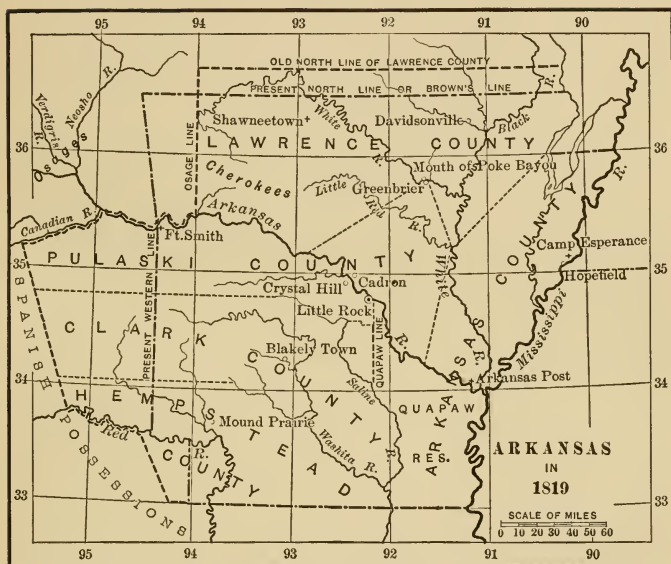 95 94 93 92 91 90
OLD NORTH LINE OF LAWRENCE COUNTY
PRESENT NORTH LINE OR BROWN'S LINE
Verdigris R.
Neosho R.
Osages
OSAGE LINE
Shawneetown
White R.
Davidsonville
Black R.
36 36
LAWRENCE COUNTY
Cherokees
Mouth of Poke Bayou
Greenbrier
Little Red R.
Arkansas
Canadian R.
Ft. Smith
White R.
Camp Esperance
Hopefield
35 35
PULASKI COUNTY
Crystal Hill
Cadron
Little Rock
R.
SPANISH POSSESSIONS
PRESENT WESTERN LINE
CLARK COUNTY
Blakely Town
QUAPAW LINE
Saline R.
ARKANSAS COUNTY
Mississippi R.
Arkansas Post
34 34
HEMPSTEAD COUNTY
Mound Prairie
Washita R.
QUAPAW
RES.
Red R.
33 33
ARKANSAS
IN
1819
SCALE OF MILES
0 10 20 30 40 50 60
95 94 93 92 91 90